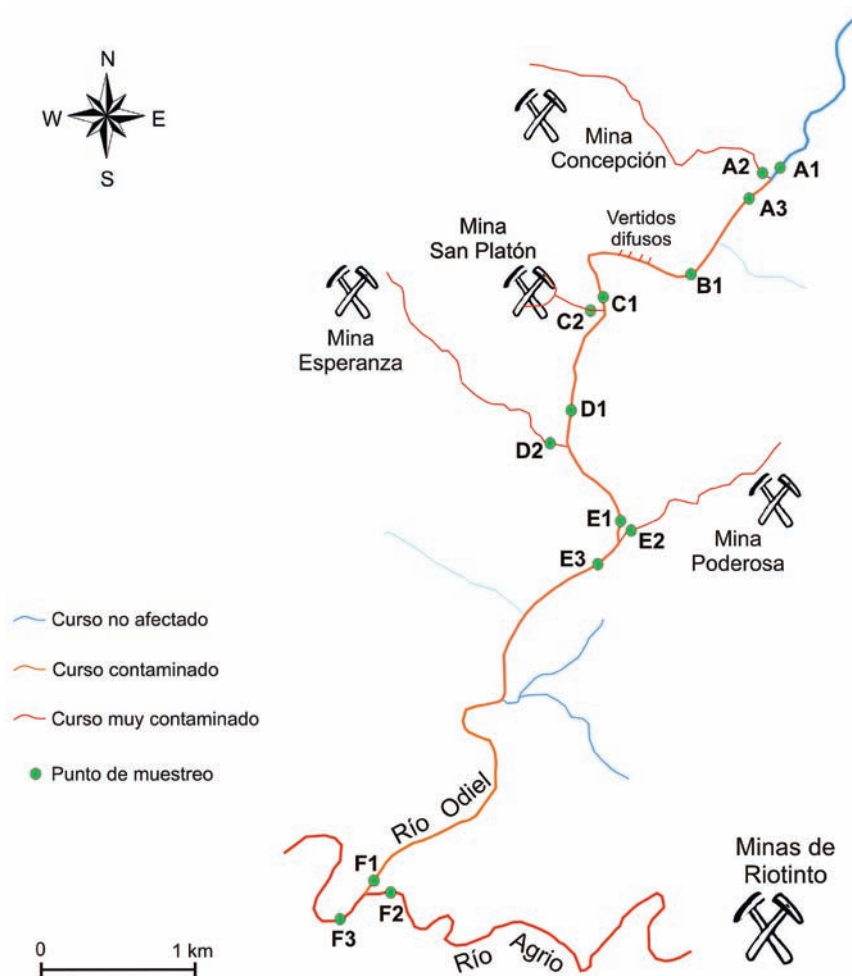 N
W E
S
Mina
Concepción
A2
A1
A3
Vertidos
difusos
Mina
San Platón
B1
C1
C2
Mina
Esperanza
D1
D2
E1
E2
E3
Mina
Poderosa
Curso no afectado
Curso contaminado
Curso muy contaminado
Punto de muestreo
Río Odiel
Minas de
Riotinto
F1
F2
F3
Río Agrio
0 1 km